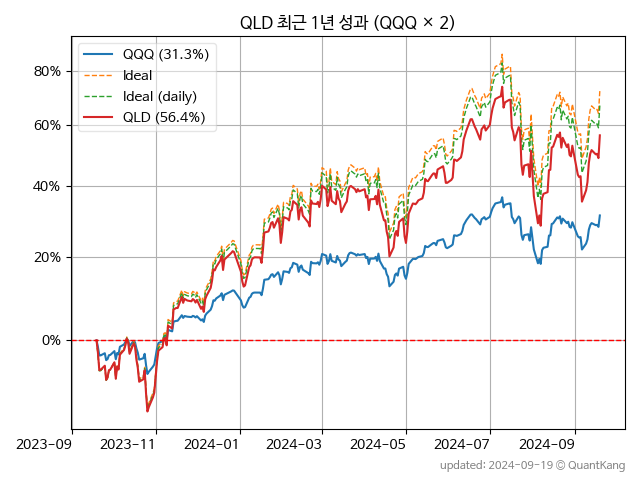 QLD 최근 1년 성과 (QQQ × 2)
QQQ (31.3%)
Ideal
Ideal (daily)
QLD (56.4%)
80%
60%
40%
20%
0%
2023-09
2023-11
2024-01
2024-03
2024-05
2024-07
2024-09
updated: 2024-09-19 © QuantKang